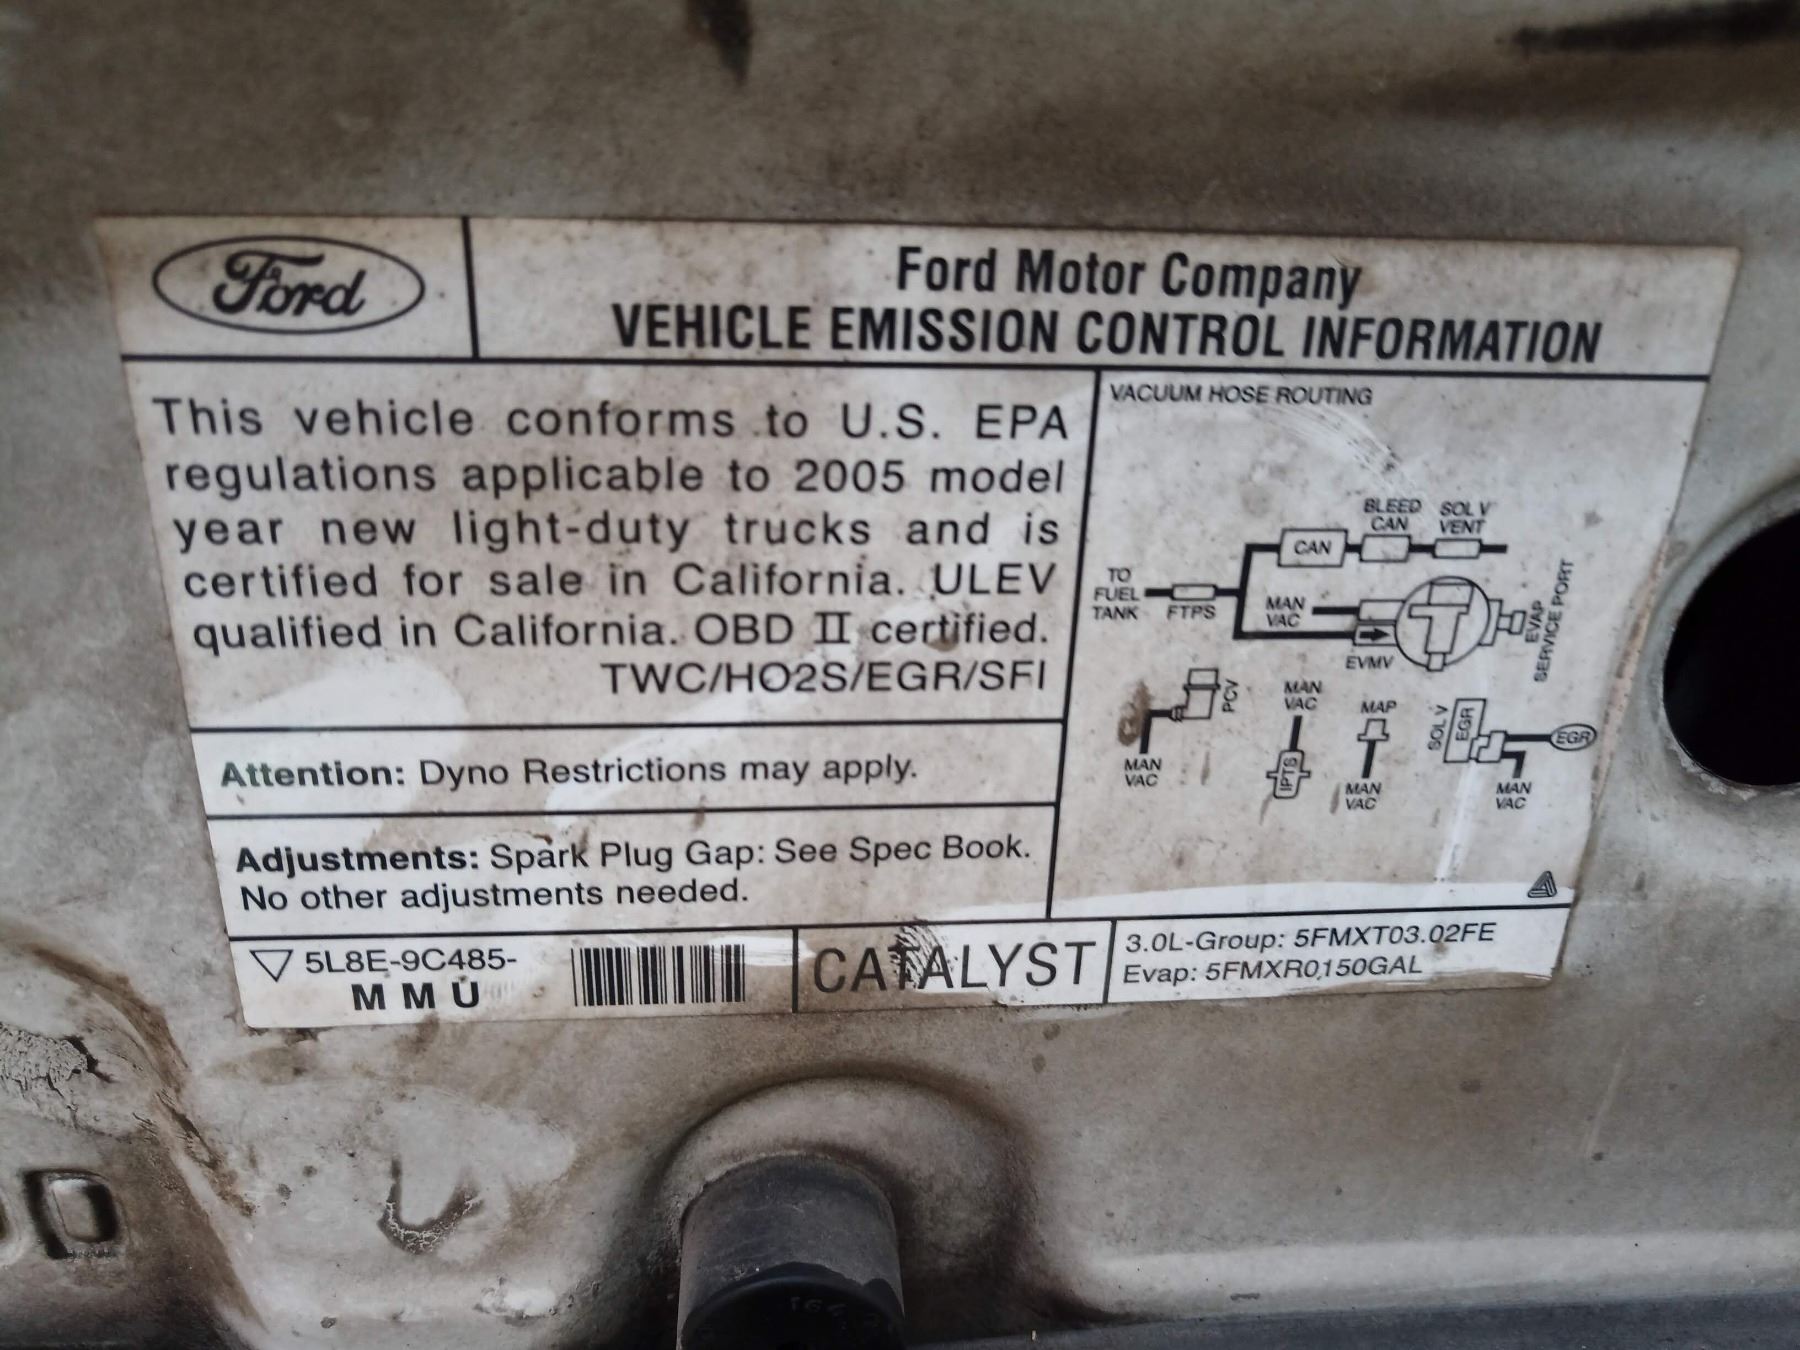 Ford
Ford Motor Company
VEHICLE EMISSION CONTROL INFORMATION
This vehicle conforms to U.S. EPA
regulations applicable to 2005 model
year new light-duty trucks and is
certified for sale in California. ULEV
qualified in California. OBD II certified.
TWC/HO2S/EGR/SFI
Attention: Dyno Restrictions may apply.
Adjustments: Spark Plug Gap: See Spec Book.
No other adjustments needed.
5L8E-9C485-
M M U
CATALYST
3.0L-Group: 5FMXT03.02FE
Evap: 5FMXR0150GAL
VACUUM HOSE ROUTING
BLEED
CAN
SOL V
VENT
CAN
TO
FUEL
TANK
FTPS
MAN
VAC
EVMV
EVAP
SERVICE PORT
PCV
MAN
VAC
MAN
VAC
IPTS
MAP
MAN
VAC
SOL V
EGR
EGR
MAN
VAC